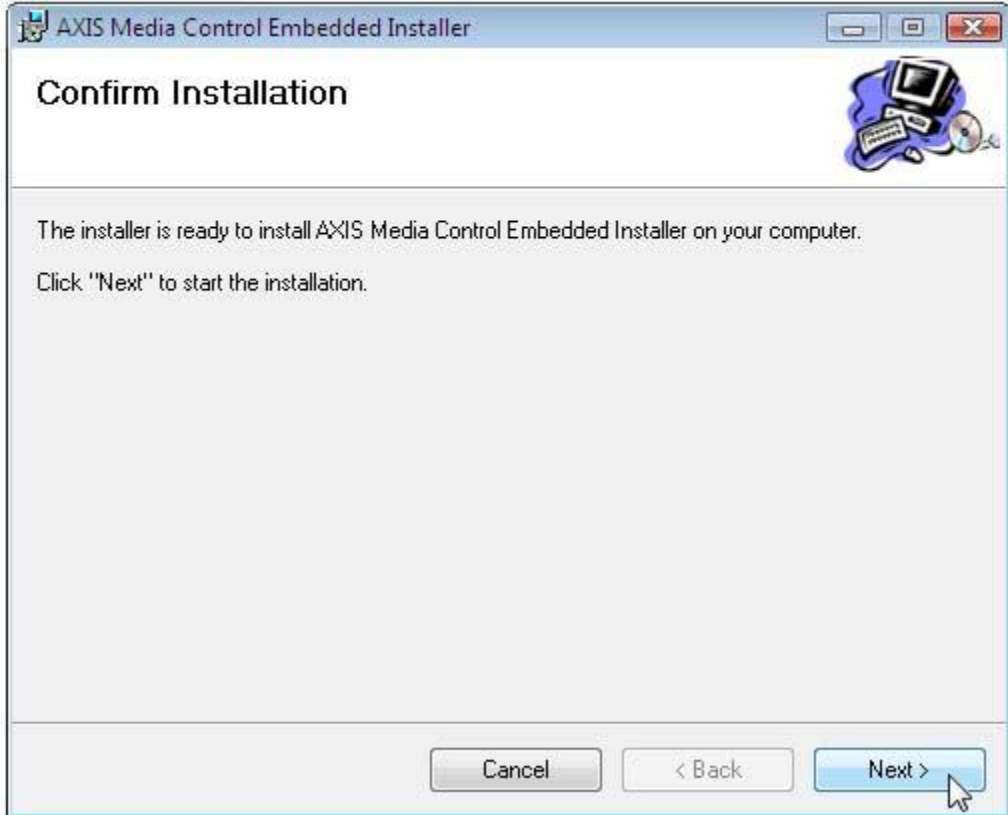 AXIS Media Control Embedded Installer
Confirm Installation
The installer is ready to install AXIS Media Control Embedded Installer on your computer.
Click "Next" to start the installation.
Cancel
< Back
Next >